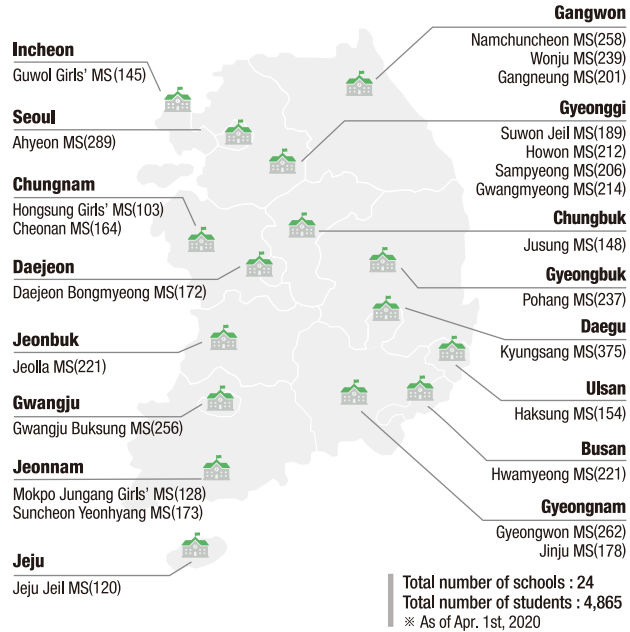 Incheon
Guwol Girls' MS(145)
Seoul
Ahyeon MS(289)
Chungnam
Hongsung Girls' MS(103)
Cheonan MS(164)
Daejeon
Daejeon Bongmyeong MS(172)
Jeonbuk
Jeolla MS(221)
Gwangju
Gwangju Buksung MS(256)
Jeonnam
Mokpo Jungang Girls' MS(128)
Suncheon Yeonhyang MS(173)
Jeju
Jeju Jeil MS(120)
Gangwon
Namchuncheon MS(258)
Wonju MS(239)
Gangneung MS(201)
Gyeonggi
Suwon Jeil MS(189)
Howon MS(212)
Sampyeong MS(206)
Gwangmyeong MS(214)
Chungbuk
Jusung MS(148)
Gyeongbuk
Pohang MS(237)
Daegu
Kyungsang MS(375)
Ulsan
Haksung MS(154)
Busan
Hwamyeong MS(221)
Gyeongnam
Gyeongwon MS(262)
Jinju MS(178)
Total number of schools : 24
Total number of students : 4,865
※ As of Apr. 1st, 2020